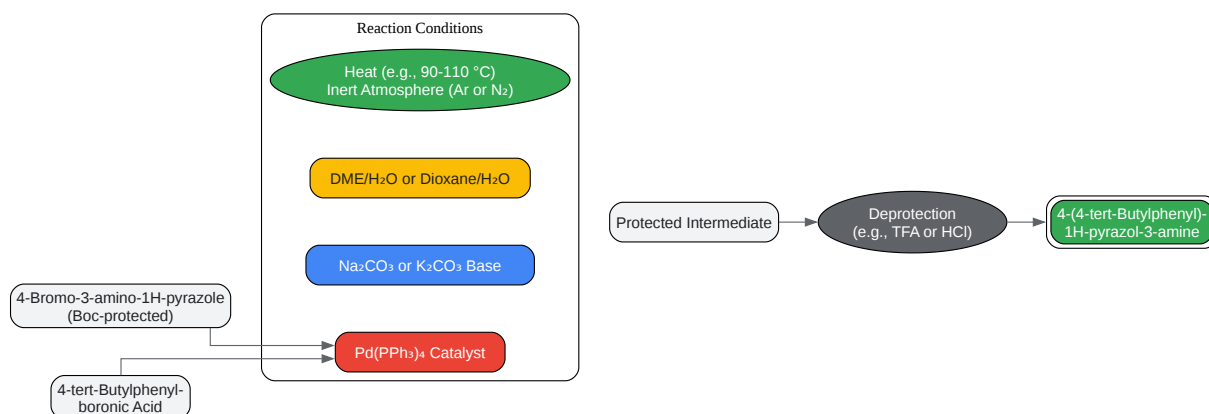 Reaction Conditions
Heat (e.g., 90-110 °C)
Inert Atmosphere (Ar or N₂)
DME/H₂O or Dioxane/H₂O
Na₂CO₃ or K₂CO₃ Base
Pd(PPh₃)₄ Catalyst
4-Bromo-3-amino-1H-pyrazole
(Boc-protected)
4-tert-Butylphenyl-
boronic Acid
Protected Intermediate
Deprotection
(e.g., TFA or HCl)
4-(4-tert-Butylphenyl)-
1H-pyrazol-3-amine